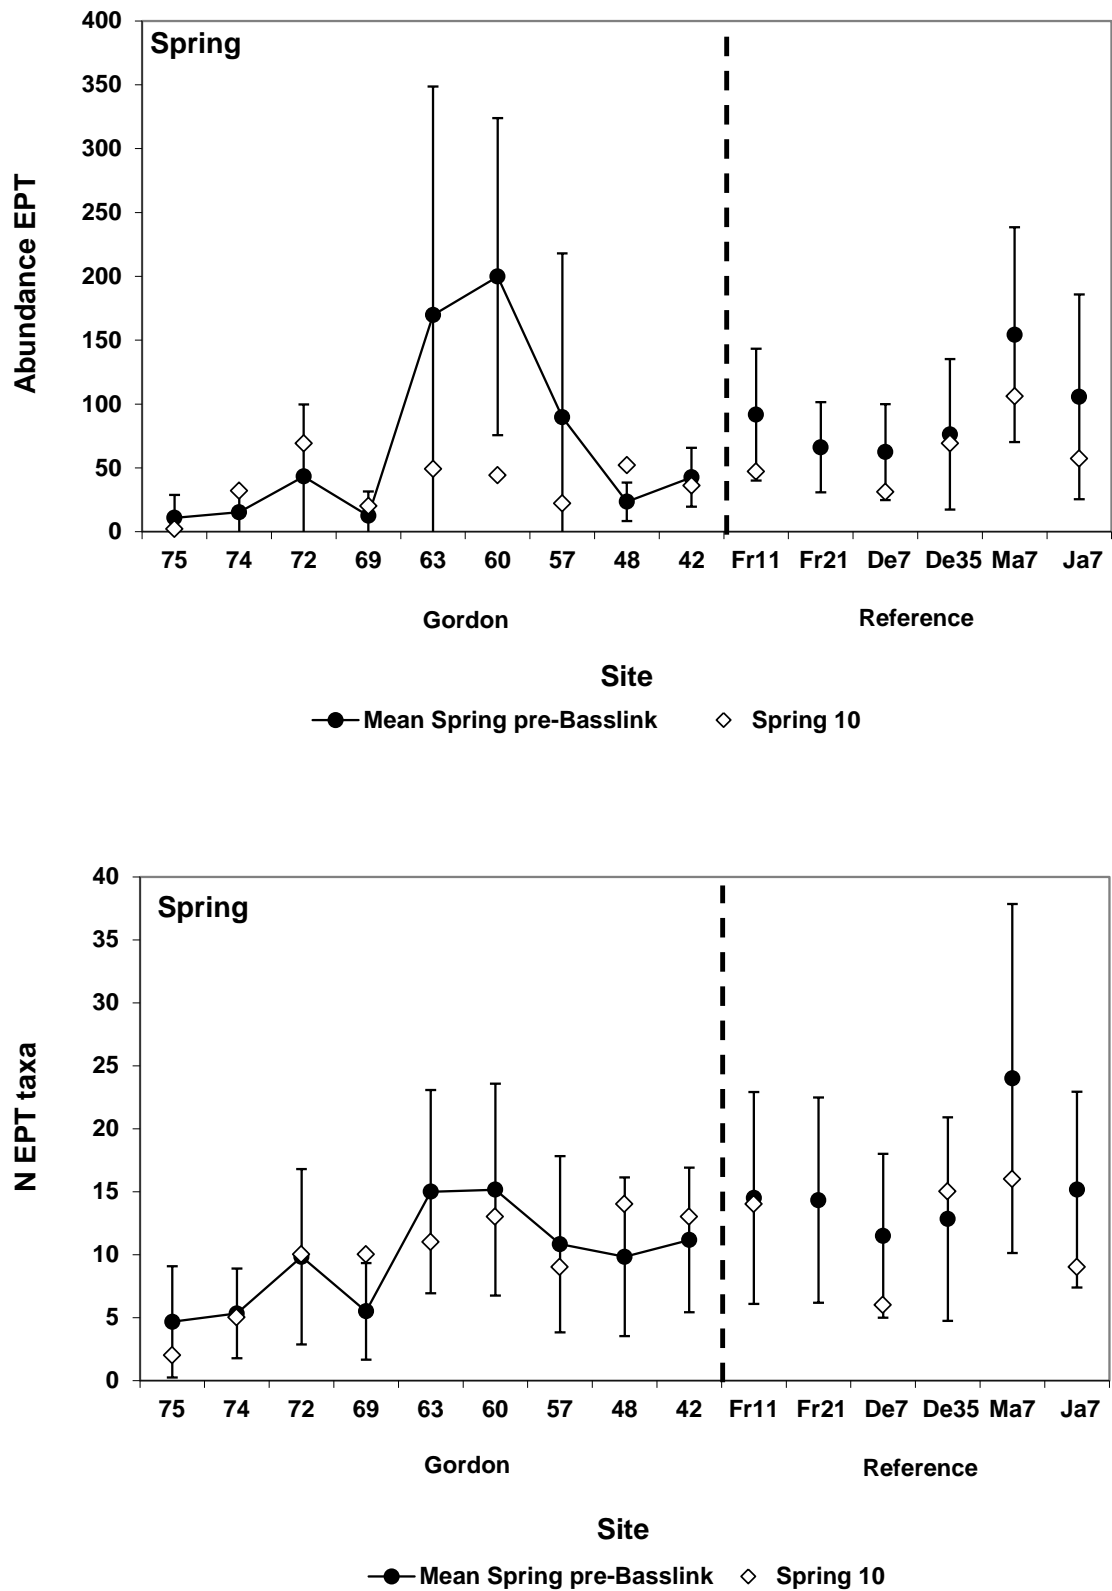 400
Spring
350
300
250
200
150
100
50
0
Abundance EPT
75 74 72 69 63 60 57 48 42 Fr11 Fr21 De7 De35 Ma7 Ja7
Gordon Reference
Site
Mean Spring pre-Basslink Spring 10
40
Spring
35
30
25
20
15
10
5
0
N EPT taxa
75 74 72 69 63 60 57 48 42 Fr11 Fr21 De7 De35 Ma7 Ja7
Gordon Reference
Site
Mean Spring pre-Basslink Spring 10